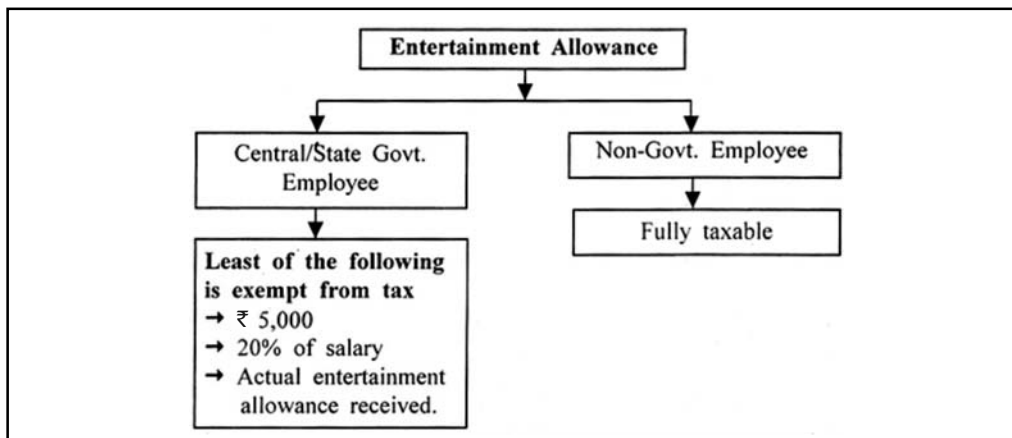 Entertainment Allowance
Central/State Govt.
Employee
Non-Govt. Employee
Fully taxable
Least of the following
is exempt from tax
→ ₹ 5,000
→ 20% of salary
→ Actual entertainment
allowance received.